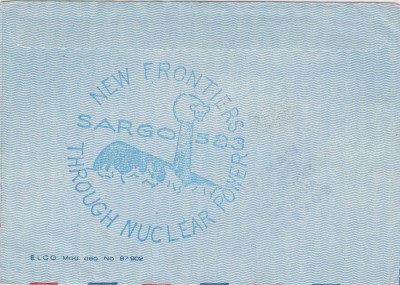 NEW FRONTIERS
SARGO 583
THROUGH NUCLEAR POWER
ELCO Mod. dep. No. 87909